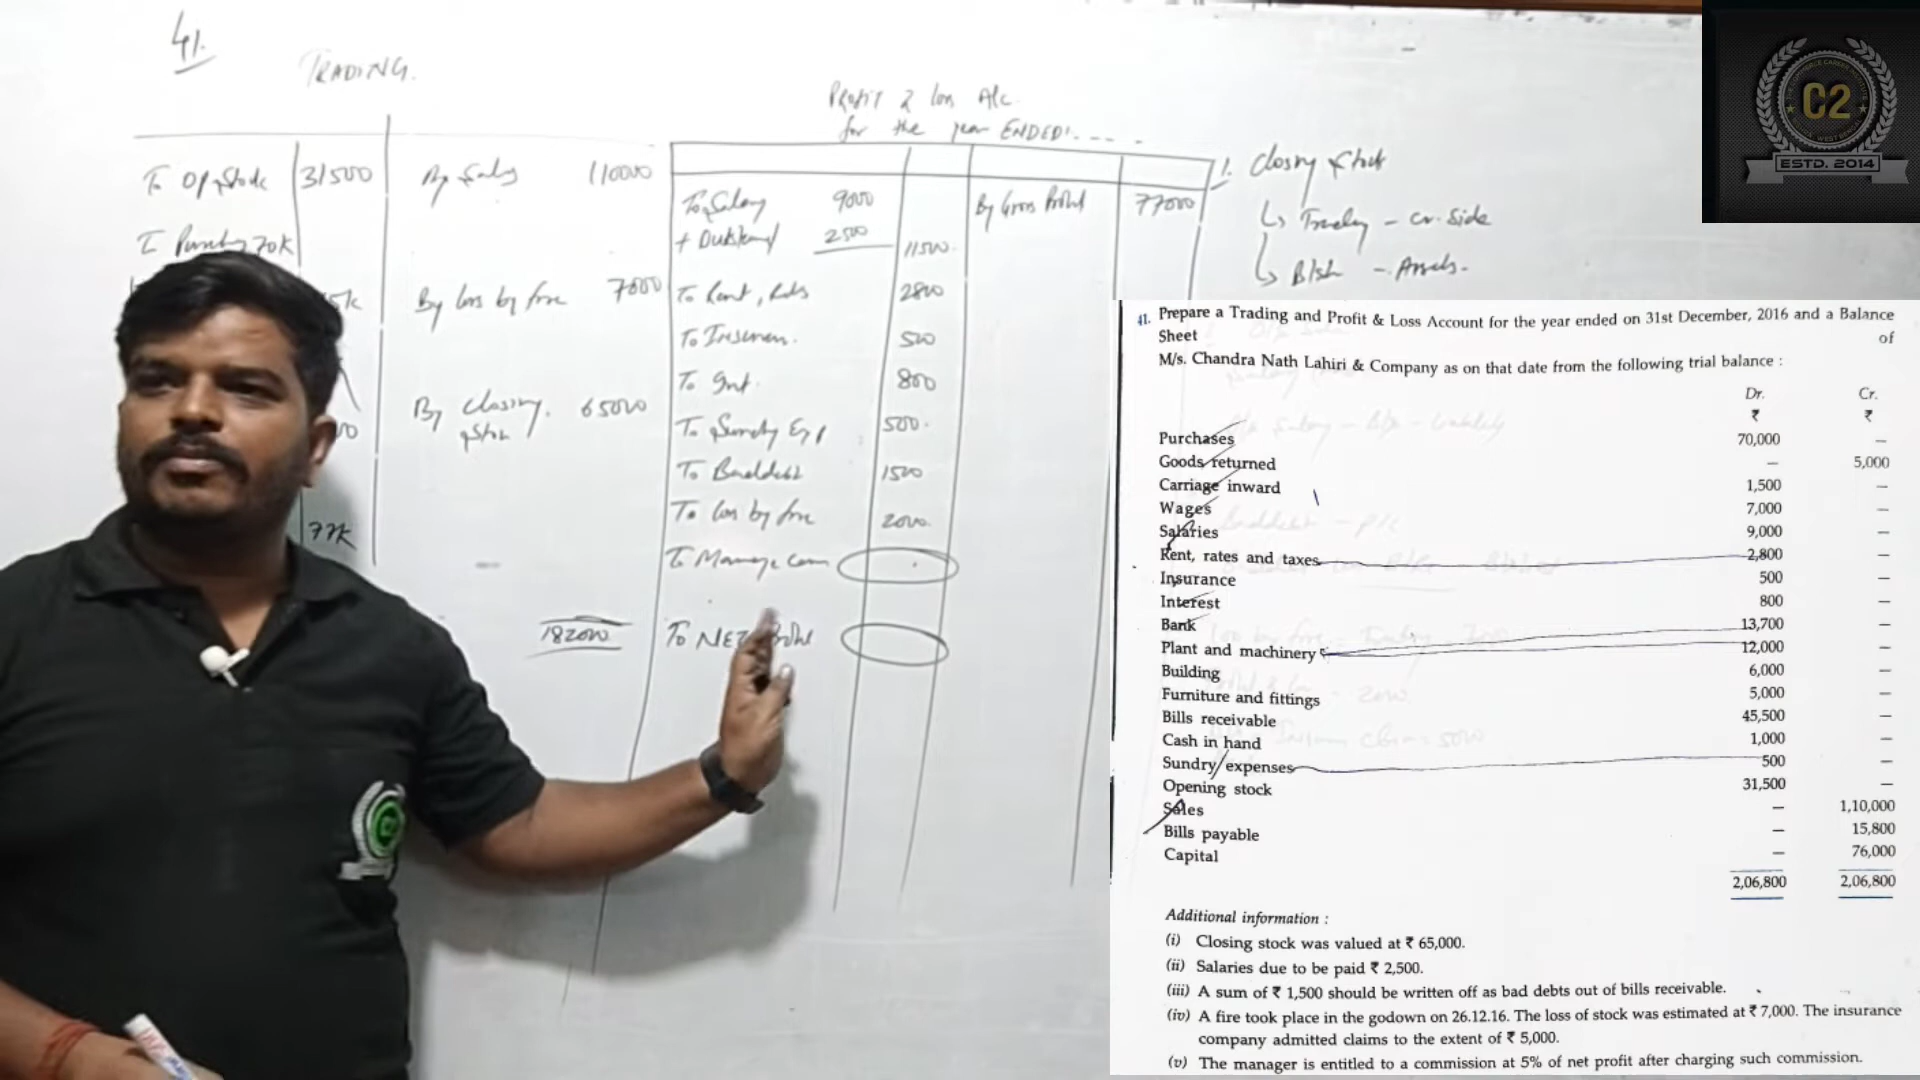 41.
TRADING.
To Op. Stock 31500 By Sales 110000
To Purchas 70K
By loss by fire 7000
By closing 65000
Stock
77K
182000
Profit & loss A/c.
for the year ENDED! - - - -
To Salary 9000 By Gross Profit 77000
+ Outstand 2500 11500
To Rent, Rates 2800
To Insuran. 500
To Int. 800
To Sundry Exp 500.
To Baddebt 1500
To loss by fire 2000
To Manage Com
To NET
1. Closing Stock
↳ Trading - Cr. Side
↳ B/Sh - Assets.
C2
ESTD. 2014
41. Prepare a Trading and Profit & Loss Account for the year ended on 31st December, 2016 and a Balance
Sheet of
M/s. Chandra Nath Lahiri & Company as on that date from the following trial balance :
Dr. Cr.
₹ ₹
Purchases 70,000 —
Goods returned — 5,000
Carriage inward 1,500 —
Wages 7,000 —
Salaries 9,000 —
Rent, rates and taxes 2,800 —
Insurance 500 —
Interest 800 —
Bank 13,700 —
Plant and machinery 12,000 —
Building 6,000 —
Furniture and fittings 5,000 —
Bills receivable 45,500 —
Cash in hand 1,000 —
Sundry expenses 500 —
Opening stock 31,500 —
Sales — 1,10,000
Bills payable — 15,800
Capital — 76,000
2,06,800 2,06,800
Additional information :
(i) Closing stock was valued at ₹ 65,000.
(ii) Salaries due to be paid ₹ 2,500.
(iii) A sum of ₹ 1,500 should be written off as bad debts out of bills receivable.
(iv) A fire took place in the godown on 26.12.16. The loss of stock was estimated at ₹ 7,000. The insurance
company admitted claims to the extent of ₹ 5,000.
(v) The manager is entitled to a commission at 5% of net profit after charging such commission.